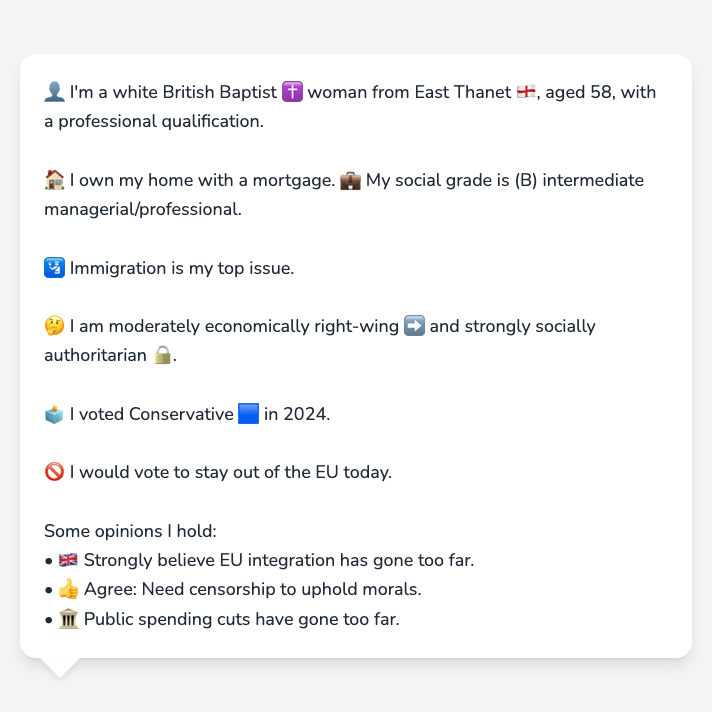 👤 I'm a white British Baptist ✝️ woman from East Thanet 🏴󠁧󠁢󠁥󠁮󠁧󠁿, aged 58, with
a professional qualification.
🏠 I own my home with a mortgage. 💼 My social grade is (B) intermediate
managerial/professional.
🛂 Immigration is my top issue.
🤔 I am moderately economically right-wing ➡️ and strongly socially
authoritarian 🔒.
🗳️ I voted Conservative 🟦 in 2024.
🚫 I would vote to stay out of the EU today.
Some opinions I hold:
• 🇬🇧 Strongly believe EU integration has gone too far.
• 👍 Agree: Need censorship to uphold morals.
• 🏛️ Public spending cuts have gone too far.